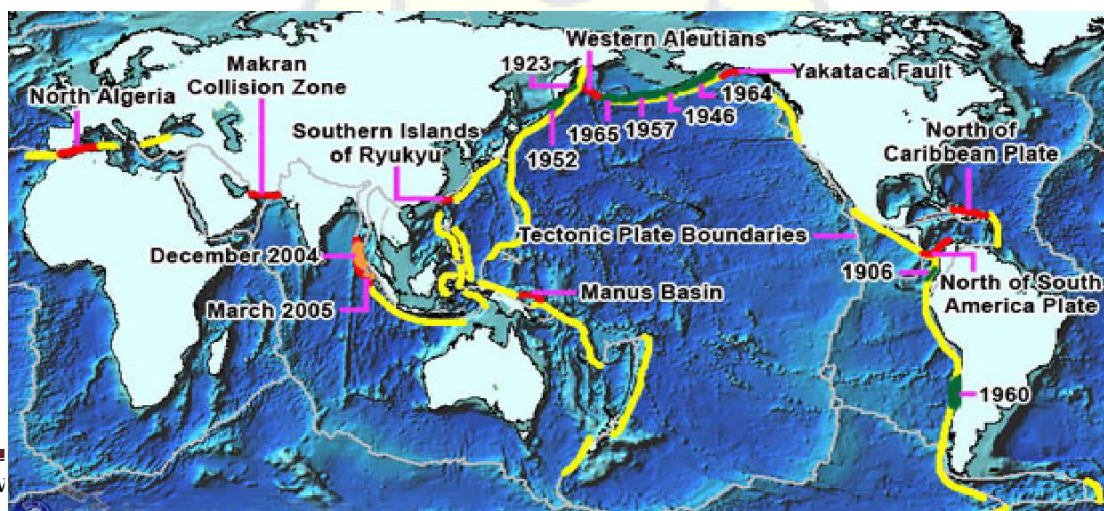 Western Aleutians
1923
Makran
Collision Zone
Yakataca Fault
North Algeria
1964
1946
North of
Caribbean Plate
Southern Islands
of Ryukyu
1965
1957
1952
Tectonic Plate Boundaries
December 2004
1906
Manus Basin
North of South
America Plate
March 2005
1960